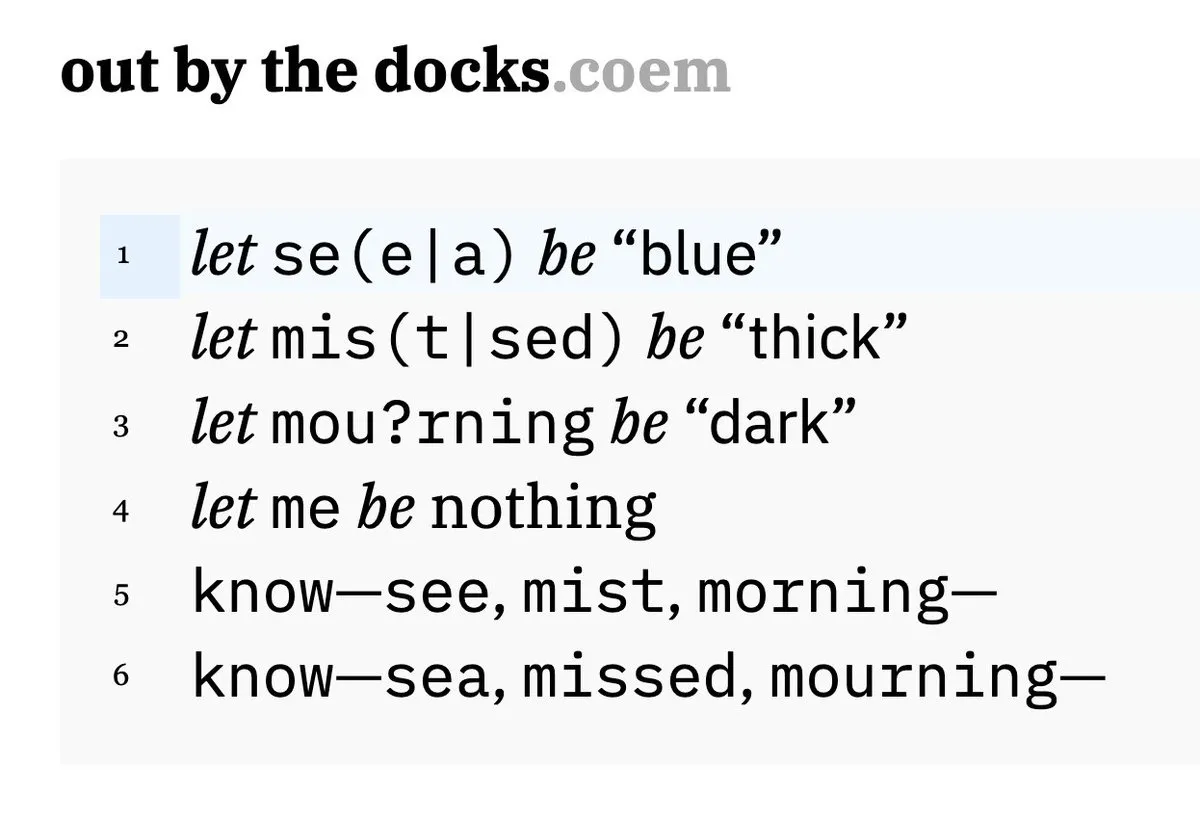 out by the docks.coem
1 let se(e|a) be “blue”
2 let mis(t|sed) be “thick”
3 let mou?rning be “dark”
4 let me be nothing
5 know—see, mist, morning—
6 know—sea, missed, mourning—